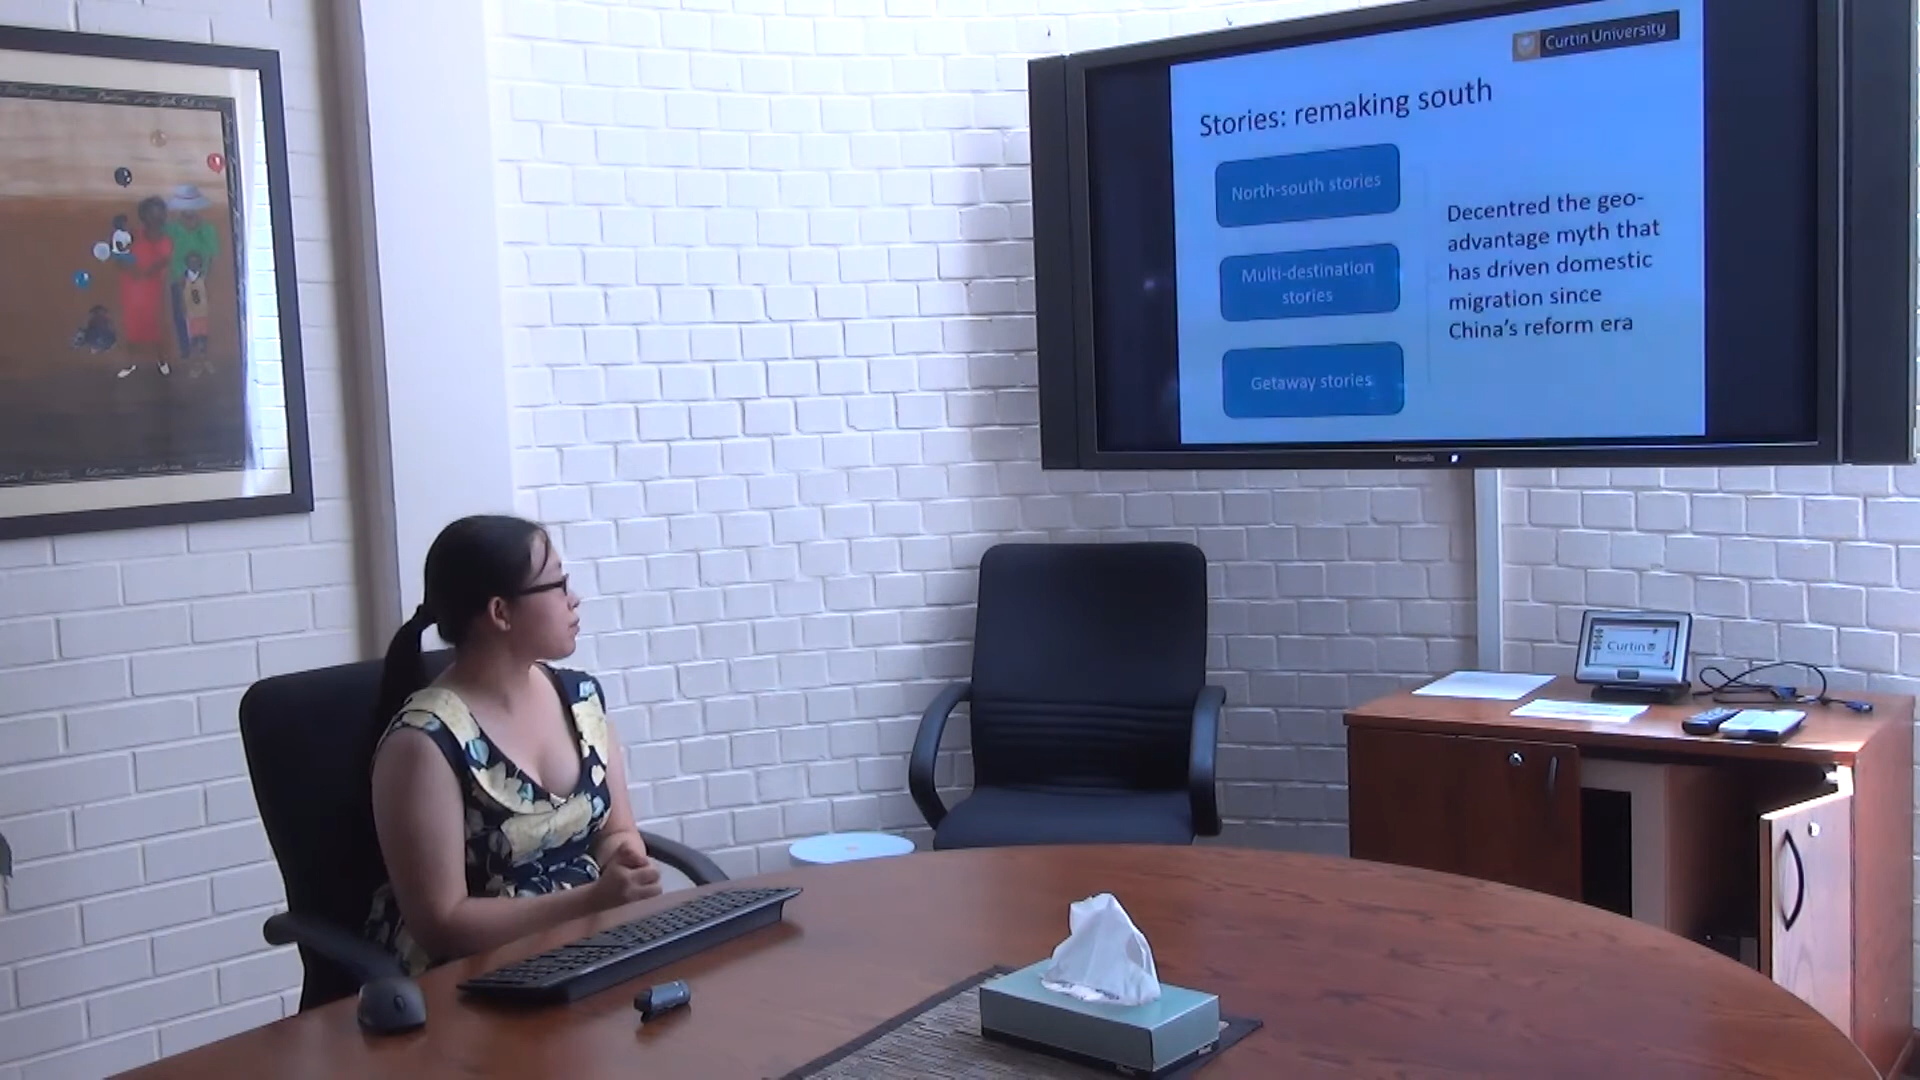 Curtin University
Stories: remaking south
North-south stories
Multi-destination
stories
Getaway stories
Decentred the geo-
advantage myth that
has driven domestic
migration since
China's reform era
Panasonic
Curtin